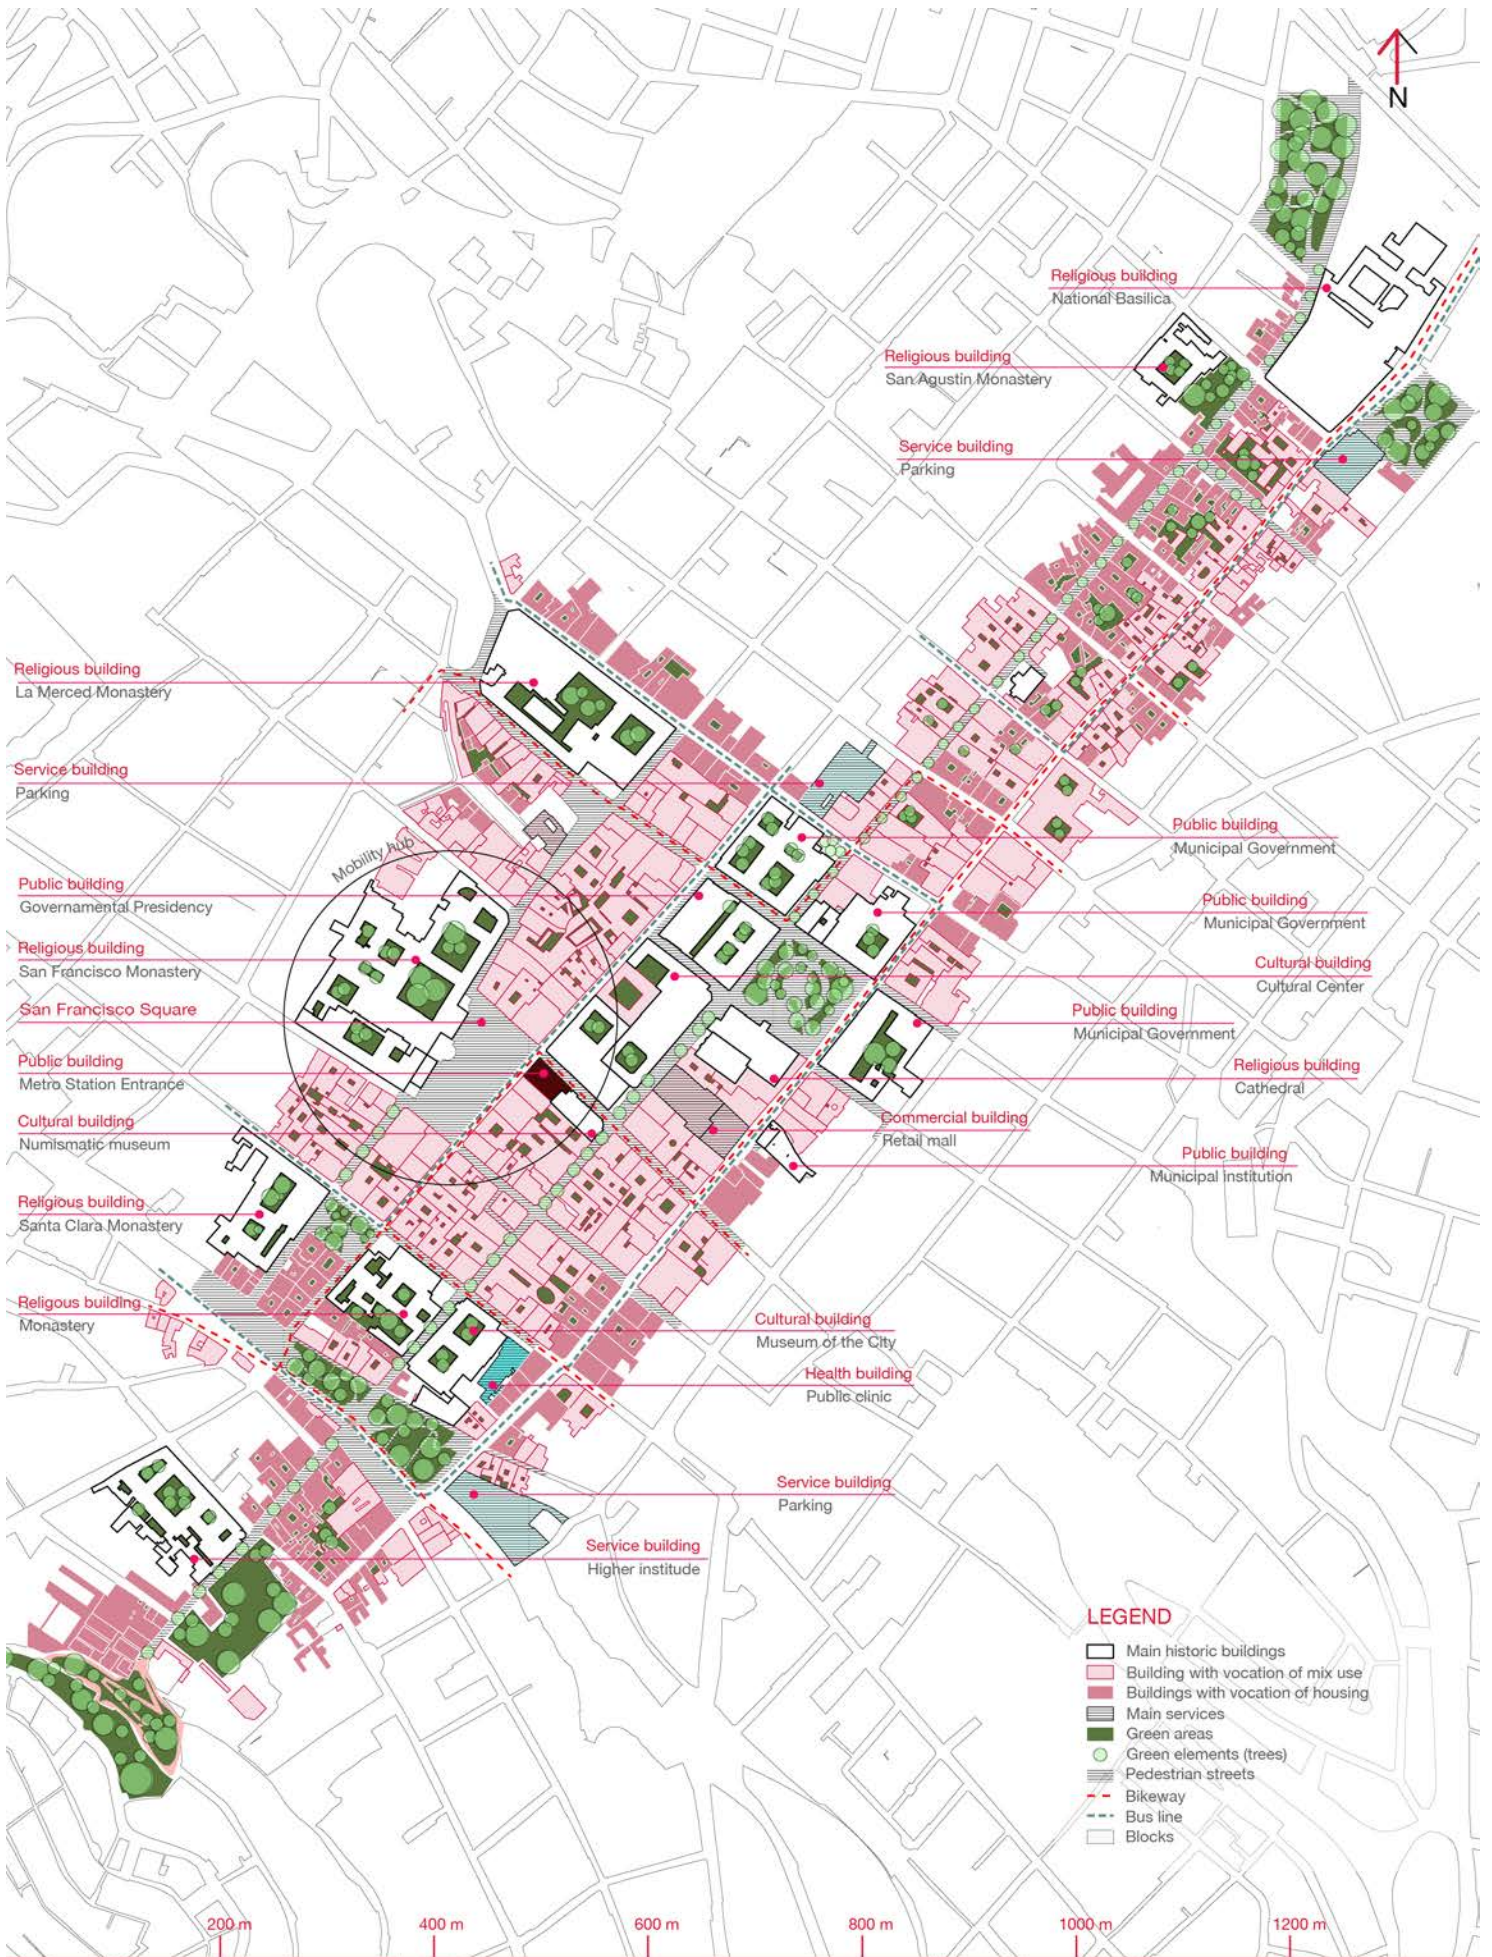 N
Religious building
National Basilica
Religious building
San Agustin Monastery
Service building
Parking
Religious building
La Merced Monastery
Service building
Parking
Mobility hub
Public building
Municipal Government
Public building
Governamental Presidency
Public building
Municipal Government
Religious building
San Francisco Monastery
Cultural building
Cultural Center
San Francisco Square
Public building
Municipal Government
Public building
Metro Station Entrance
Religious building
Cathedral
Cultural building
Numismatic museum
Commercial building
Retail mall
Public building
Municipal institution
Religious building
Santa Clara Monastery
Religous building
Monastery
Cultural building
Museum of the City
Health building
Public clinic
Service building
Parking
Service building
Higher institude
LEGEND
Main historic buildings
Building with vocation of mix use
Buildings with vocation of housing
Main services
Green areas
Green elements (trees)
Pedestrian streets
Bikeway
Bus line
Blocks
200 m
400 m
600 m
800 m
1000 m
1200 m